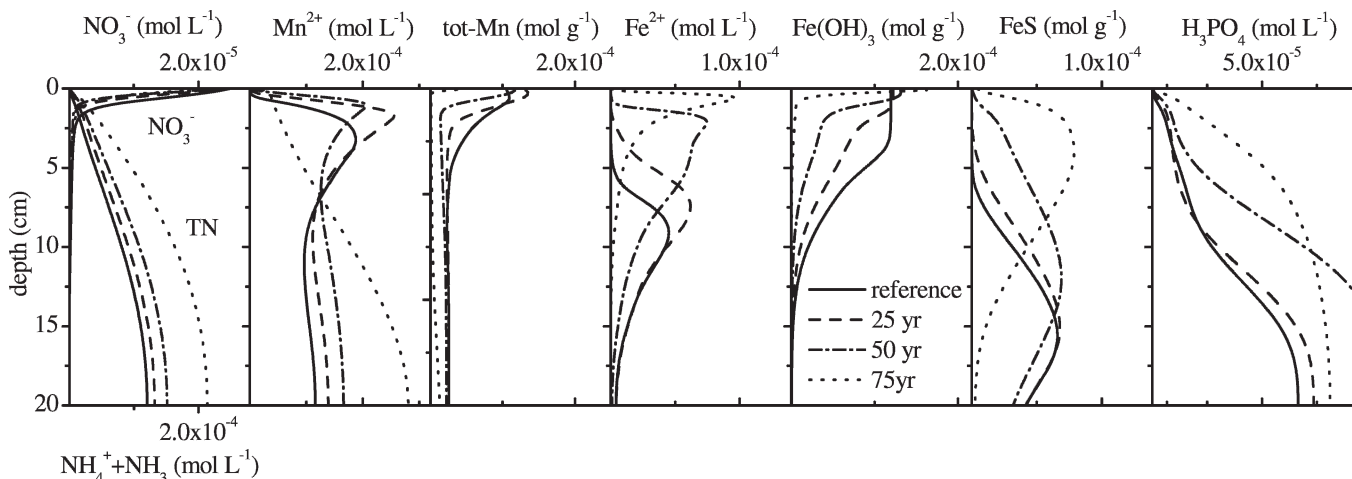 NO₃⁻ (mol L⁻¹) Mn²⁺ (mol L⁻¹) tot-Mn (mol g⁻¹) Fe²⁺ (mol L⁻¹) Fe(OH)₃ (mol g⁻¹) FeS (mol g⁻¹) H₃PO₄ (mol L⁻¹)
2.0x10⁻⁵ 2.0x10⁻⁴ 2.0x10⁻⁴ 1.0x10⁻⁴ 2.0x10⁻⁴ 1.0x10⁻⁴ 5.0x10⁻⁵
0
NO₃⁻
5
TN
depth (cm)
10
reference
25 yr
15
50 yr
75yr
20
2.0x10⁻⁴
NH₄⁺+NH₃ (mol L⁻¹)